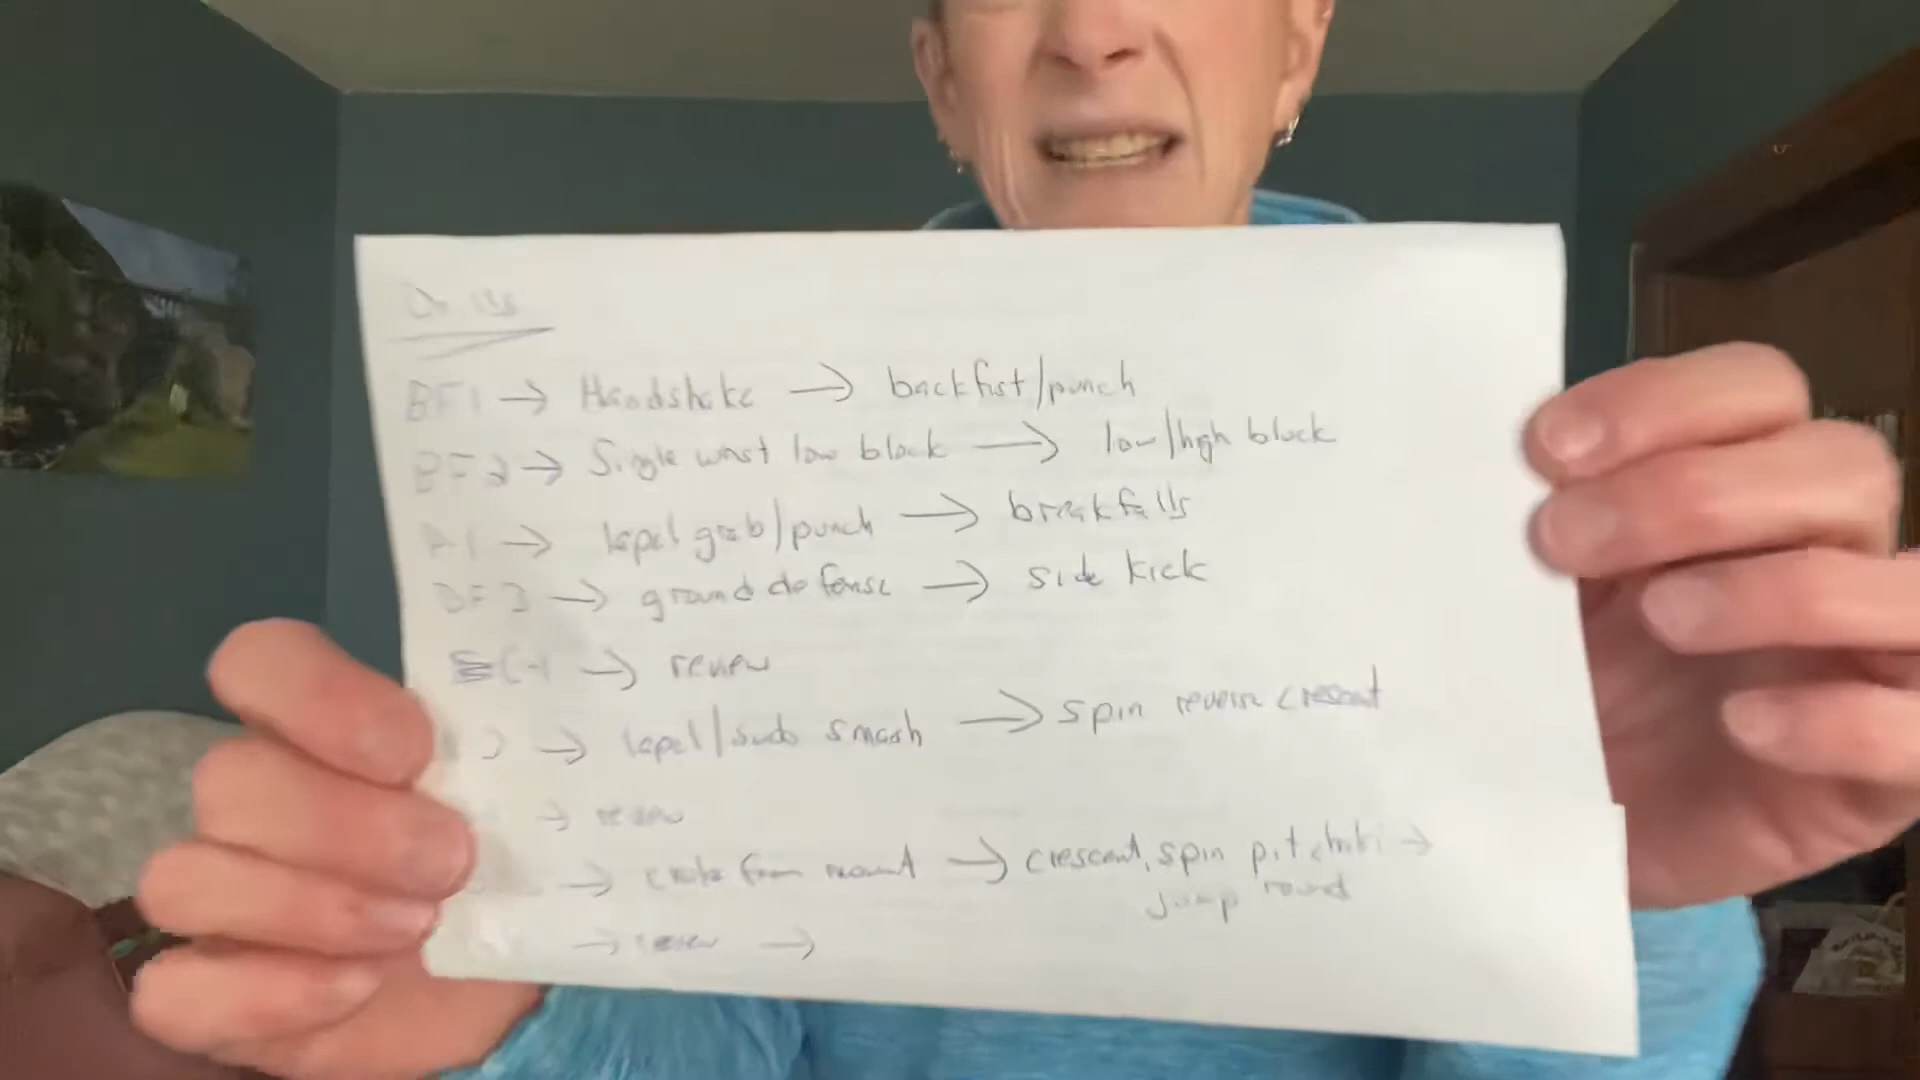 Drills
BF1 → Handshake → backfist/punch
BF2 → Single wrist low block → low/high block
A1 → lapel grab/punch → breakfalls
BF3 → ground defense → side kick
→ review
→ lapel/sudo smash → spin reverse crescent
→ review
→ choke from mount → crescent, spin →
jump round
→ review →